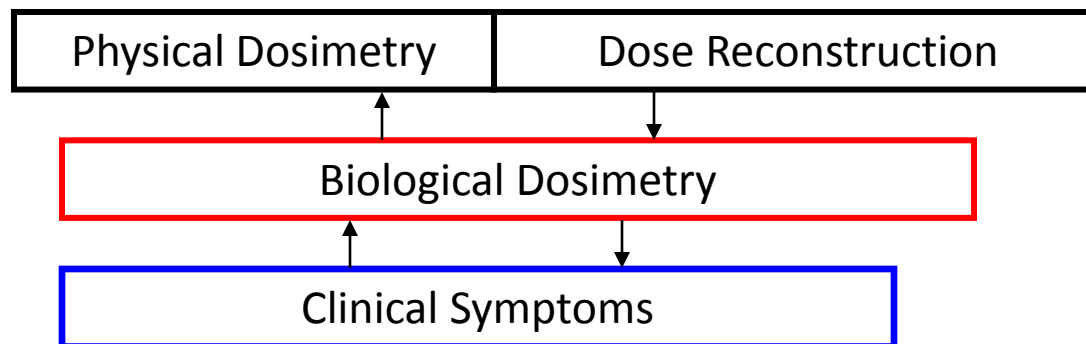 Physical Dosimetry
Dose Reconstruction
Biological Dosimetry
Clinical Symptoms